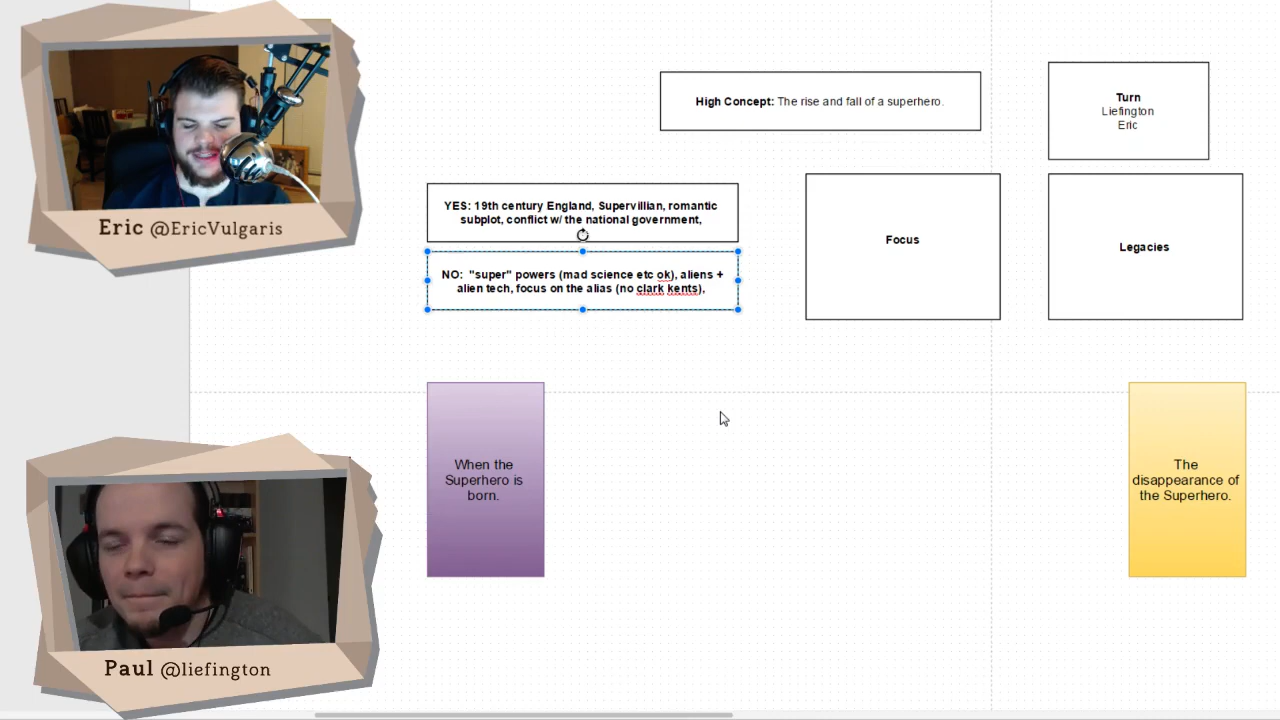 High Concept: The rise and fall of a superhero.
Turn
Liefington
Eric
YES: 19th century England, Supervillian, romantic
subplot, conflict w/ the national government,
NO: "super" powers (mad science etc ok), aliens +
alien tech, focus on the alias (no clark kents),
Focus
Legacies
Eric @EricVulgaris
When the
Superhero is
born.
The
disappearance of
the Superhero.
Paul @liefington